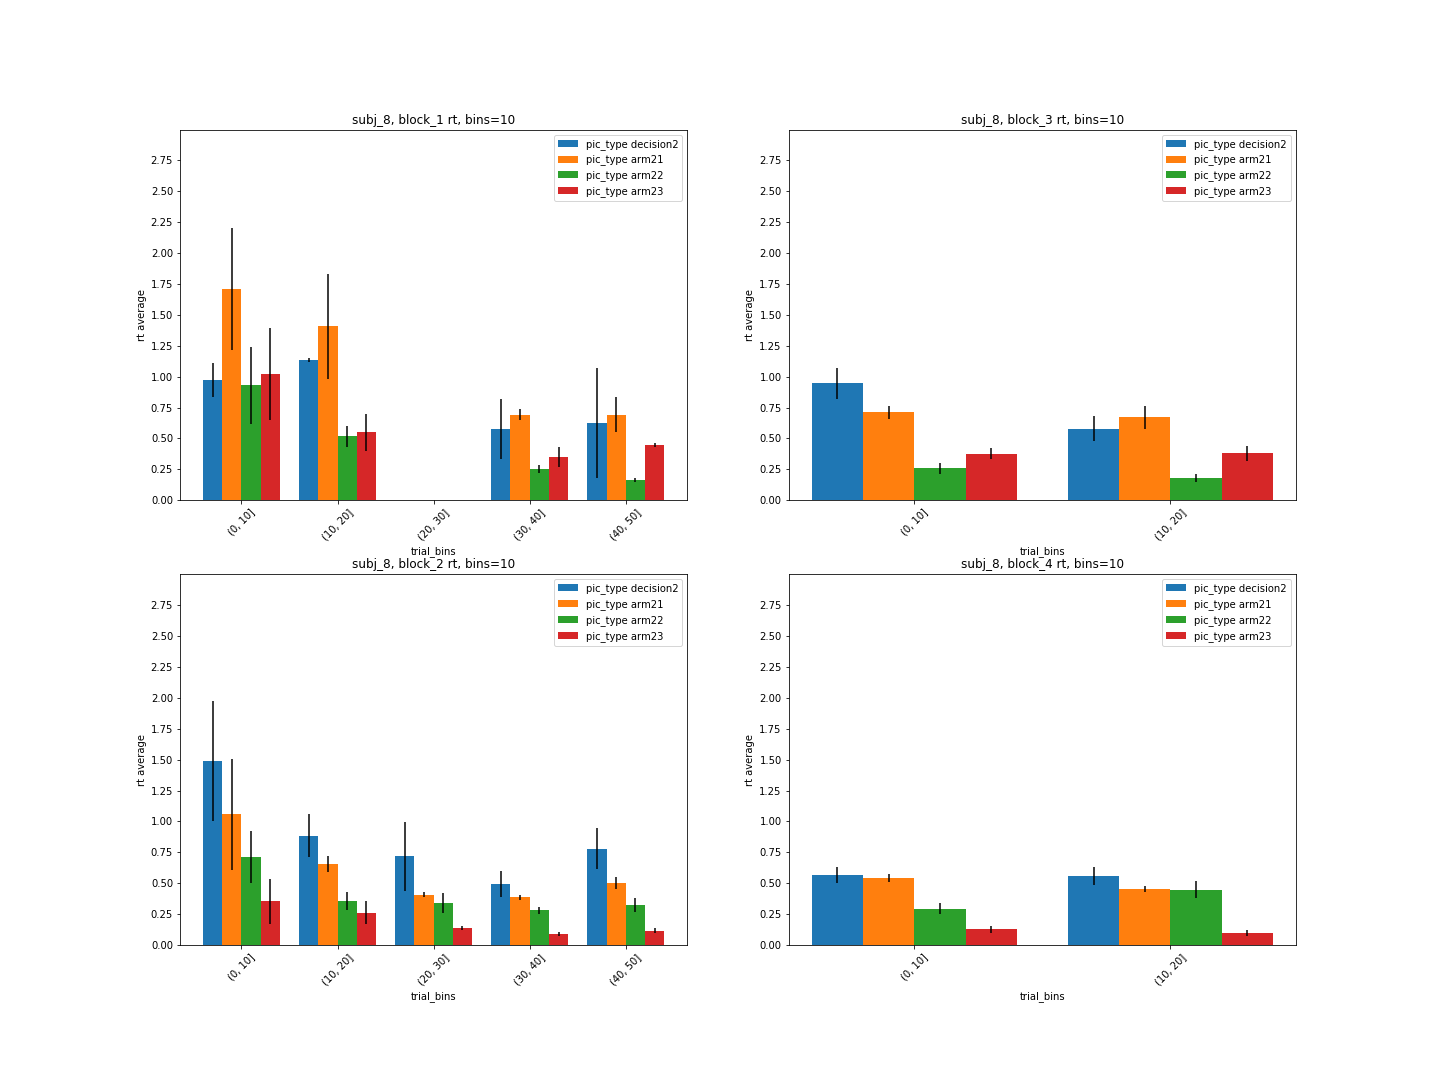 subj_8, block_1 rt, bins=10
pic_type decision2
pic_type arm21
pic_type arm22
pic_type arm23
2.75
2.50
2.25
2.00
1.75
1.50
1.25
1.00
0.75
0.50
0.25
0.00
rt average
(0, 10]
(10, 20]
(20, 30]
(30, 40]
(40, 50]
trial_bins
subj_8, block_3 rt, bins=10
pic_type decision2
pic_type arm21
pic_type arm22
pic_type arm23
2.75
2.50
2.25
2.00
1.75
1.50
1.25
1.00
0.75
0.50
0.25
0.00
rt average
(0, 10]
(10, 20]
trial_bins
subj_8, block_2 rt, bins=10
pic_type decision2
pic_type arm21
pic_type arm22
pic_type arm23
2.75
2.50
2.25
2.00
1.75
1.50
1.25
1.00
0.75
0.50
0.25
0.00
rt average
(0, 10]
(10, 20]
(20, 30]
(30, 40]
(40, 50]
trial_bins
subj_8, block_4 rt, bins=10
pic_type decision2
pic_type arm21
pic_type arm22
pic_type arm23
2.75
2.50
2.25
2.00
1.75
1.50
1.25
1.00
0.75
0.50
0.25
0.00
rt average
(0, 10]
(10, 20]
trial_bins